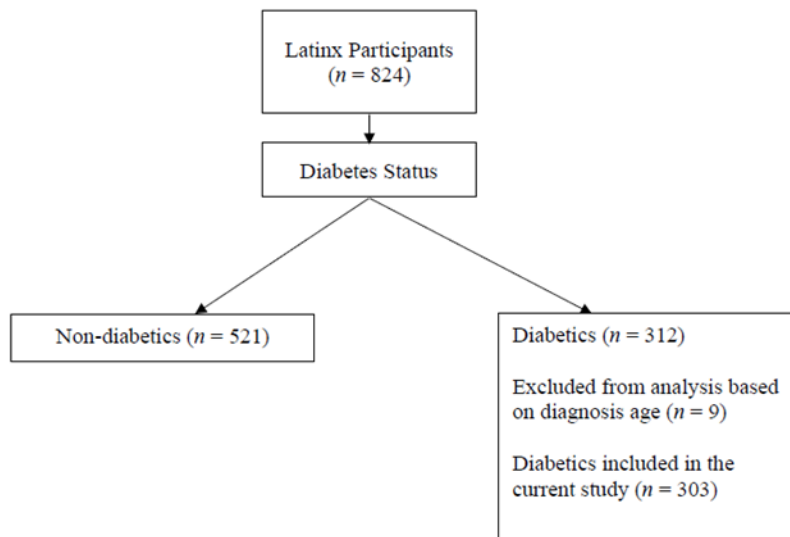 Latinx Participants
(n = 824)
Diabetes Status
Non-diabetics (n = 521)
Diabetics (n = 312)
Excluded from analysis based
on diagnosis age (n = 9)
Diabetics included in the
current study (n = 303)